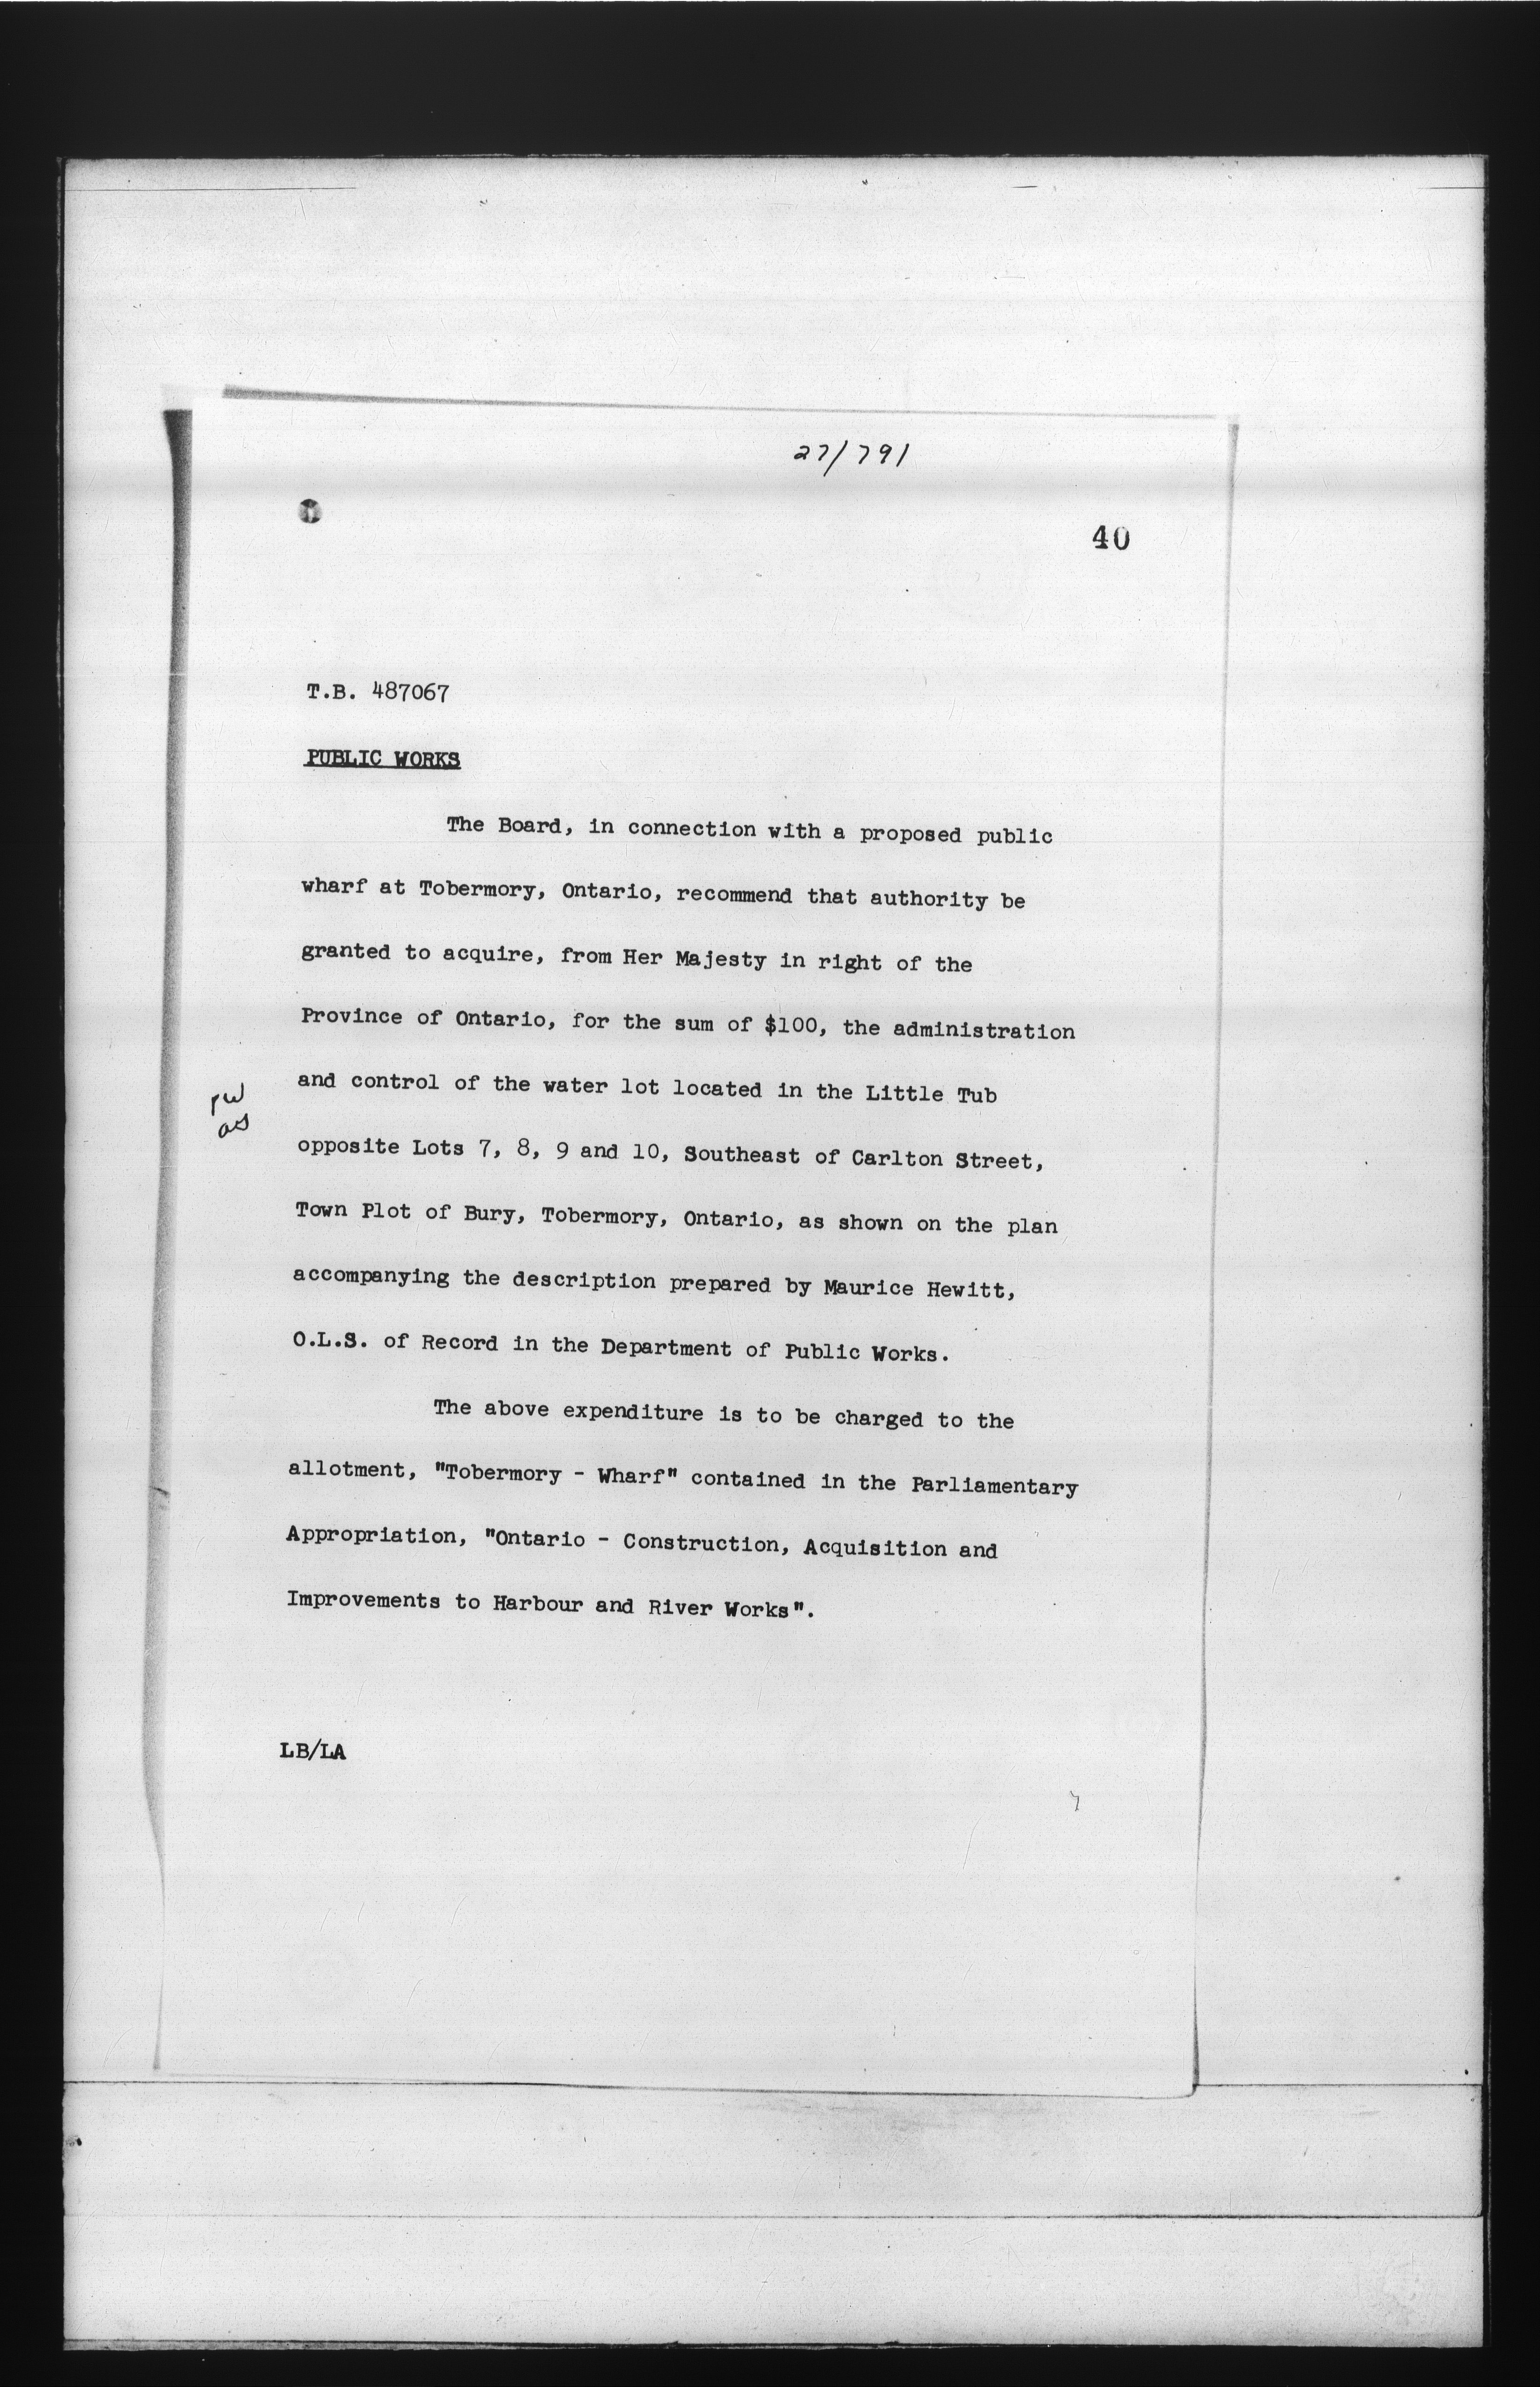 27/791
40
T.B. 487067
PUBLIC WORKS
The Board, in connection with a proposed public
wharf at Tobermory, Ontario, recommend that authority be
granted to acquire, from Her Majesty in right of the
Province of Ontario, for the sum of $100, the administration
and control of the water lot located in the Little Tub
opposite Lots 7, 8, 9 and 10, Southeast of Carlton Street,
Town Plot of Bury, Tobermory, Ontario, as shown on the plan
accompanying the description prepared by Maurice Hewitt,
O.L.S. of Record in the Department of Public Works.
The above expenditure is to be charged to the
allotment, "Tobermory - Wharf" contained in the Parliamentary
Appropriation, "Ontario - Construction, Acquisition and
Improvements to Harbour and River Works".
LB/LA